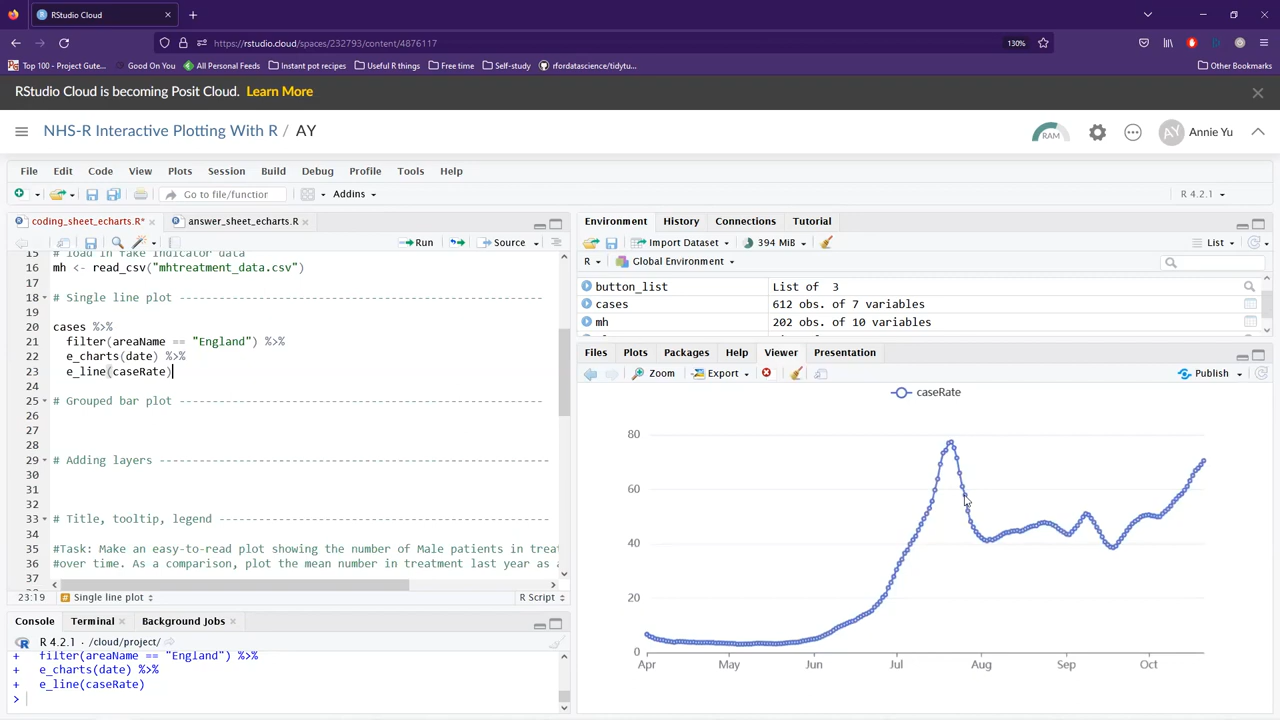 RStudio Cloud
https://rstudio.cloud/spaces/232793/content/4876117
130%
Top 100 - Project Gute... Good On You All Personal Feeds Instant pot recipes Useful R things Free time Self-study rfordatascience/tidytu... Other Bookmarks
RStudio Cloud is becoming Posit Cloud. Learn More
NHS-R Interactive Plotting With R / AY
RAM
AY Annie Yu
File Edit Code View Plots Session Build Debug Profile Tools Help
Go to file/function Addins R 4.2.1
coding_sheet_echarts.R* answer_sheet_echarts.R
Run Source
15 # load in fake indicator data
16 mh <- read_csv("mhtreatment_data.csv")
17
18 # Single line plot
19
20 cases %>%
21 filter(areaName == "England") %>%
22 e_charts(date) %>%
23 e_line(caseRate)
24
25 # Grouped bar plot
26
27
28
29 # Adding layers
30
31
32
33 # Title, tooltip, legend
34
35 #Task: Make an easy-to-read plot showing the number of Male patients in treat
36 #over time. As a comparison, plot the mean number in treatment last year as a
37
23:19 Single line plot R Script
Console Terminal Background Jobs
R 4.2.1 · /cloud/project/
+ filter(areaName == "England") %>%
+ e_charts(date) %>%
+ e_line(caseRate)
>
Environment History Connections Tutorial
Import Dataset 394 MiB List
R Global Environment
button_list List of 3
cases 612 obs. of 7 variables
mh 202 obs. of 10 variables
Files Plots Packages Help Viewer Presentation
Zoom Export Publish
caseRate
80
60
40
20
0
Apr May Jun Jul Aug Sep Oct